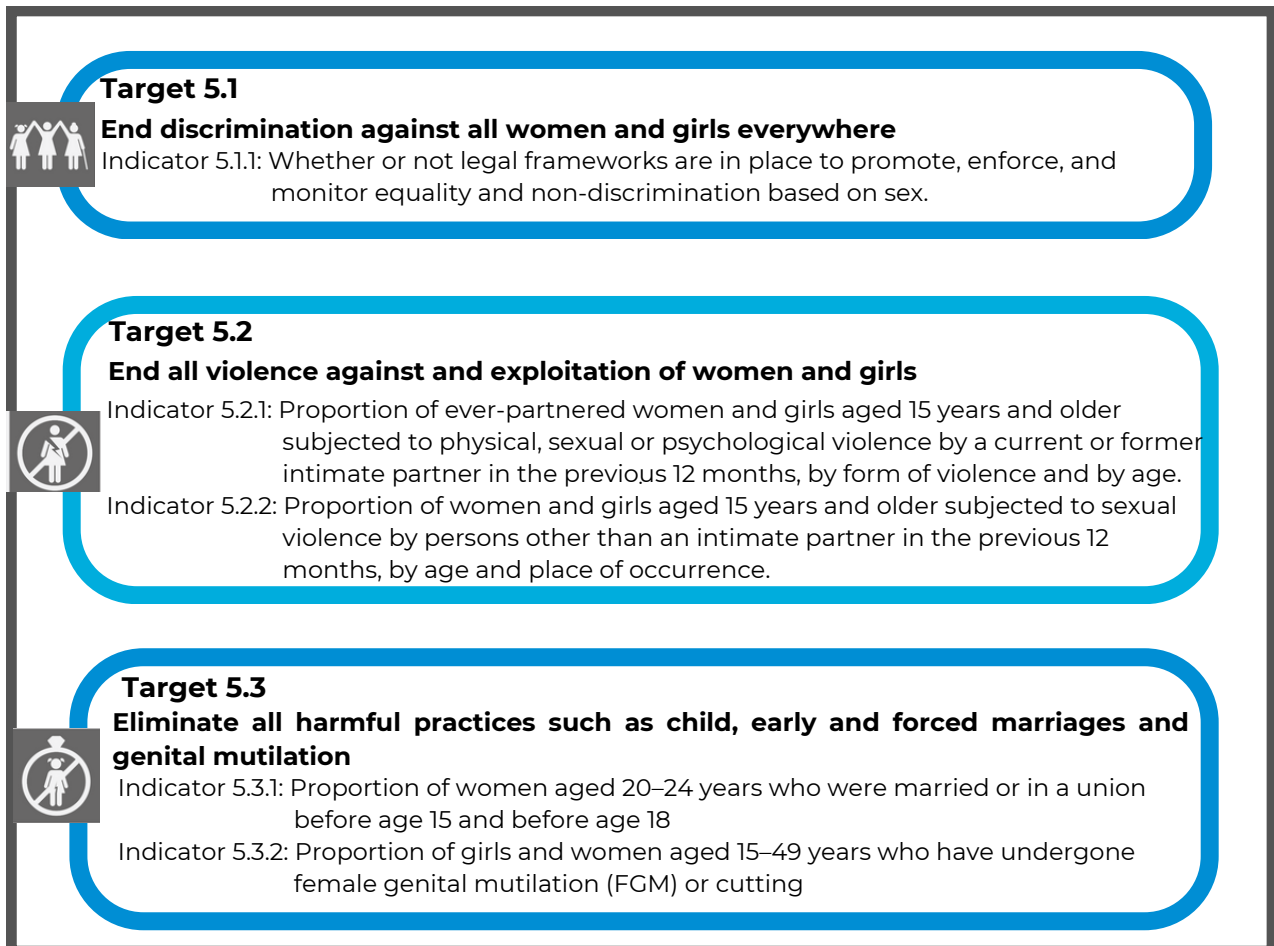 Target 5.1
End discrimination against all women and girls everywhere
Indicator 5.1.1: Whether or not legal frameworks are in place to promote, enforce, and
monitor equality and non-discrimination based on sex.
Target 5.2
End all violence against and exploitation of women and girls
Indicator 5.2.1: Proportion of ever-partnered women and girls aged 15 years and older
subjected to physical, sexual or psychological violence by a current or former
intimate partner in the previous 12 months, by form of violence and by age.
Indicator 5.2.2: Proportion of women and girls aged 15 years and older subjected to sexual
violence by persons other than an intimate partner in the previous 12
months, by age and place of occurrence.
Target 5.3
Eliminate all harmful practices such as child, early and forced marriages and
genital mutilation
Indicator 5.3.1: Proportion of women aged 20–24 years who were married or in a union
before age 15 and before age 18
Indicator 5.3.2: Proportion of girls and women aged 15–49 years who have undergone
female genital mutilation (FGM) or cutting